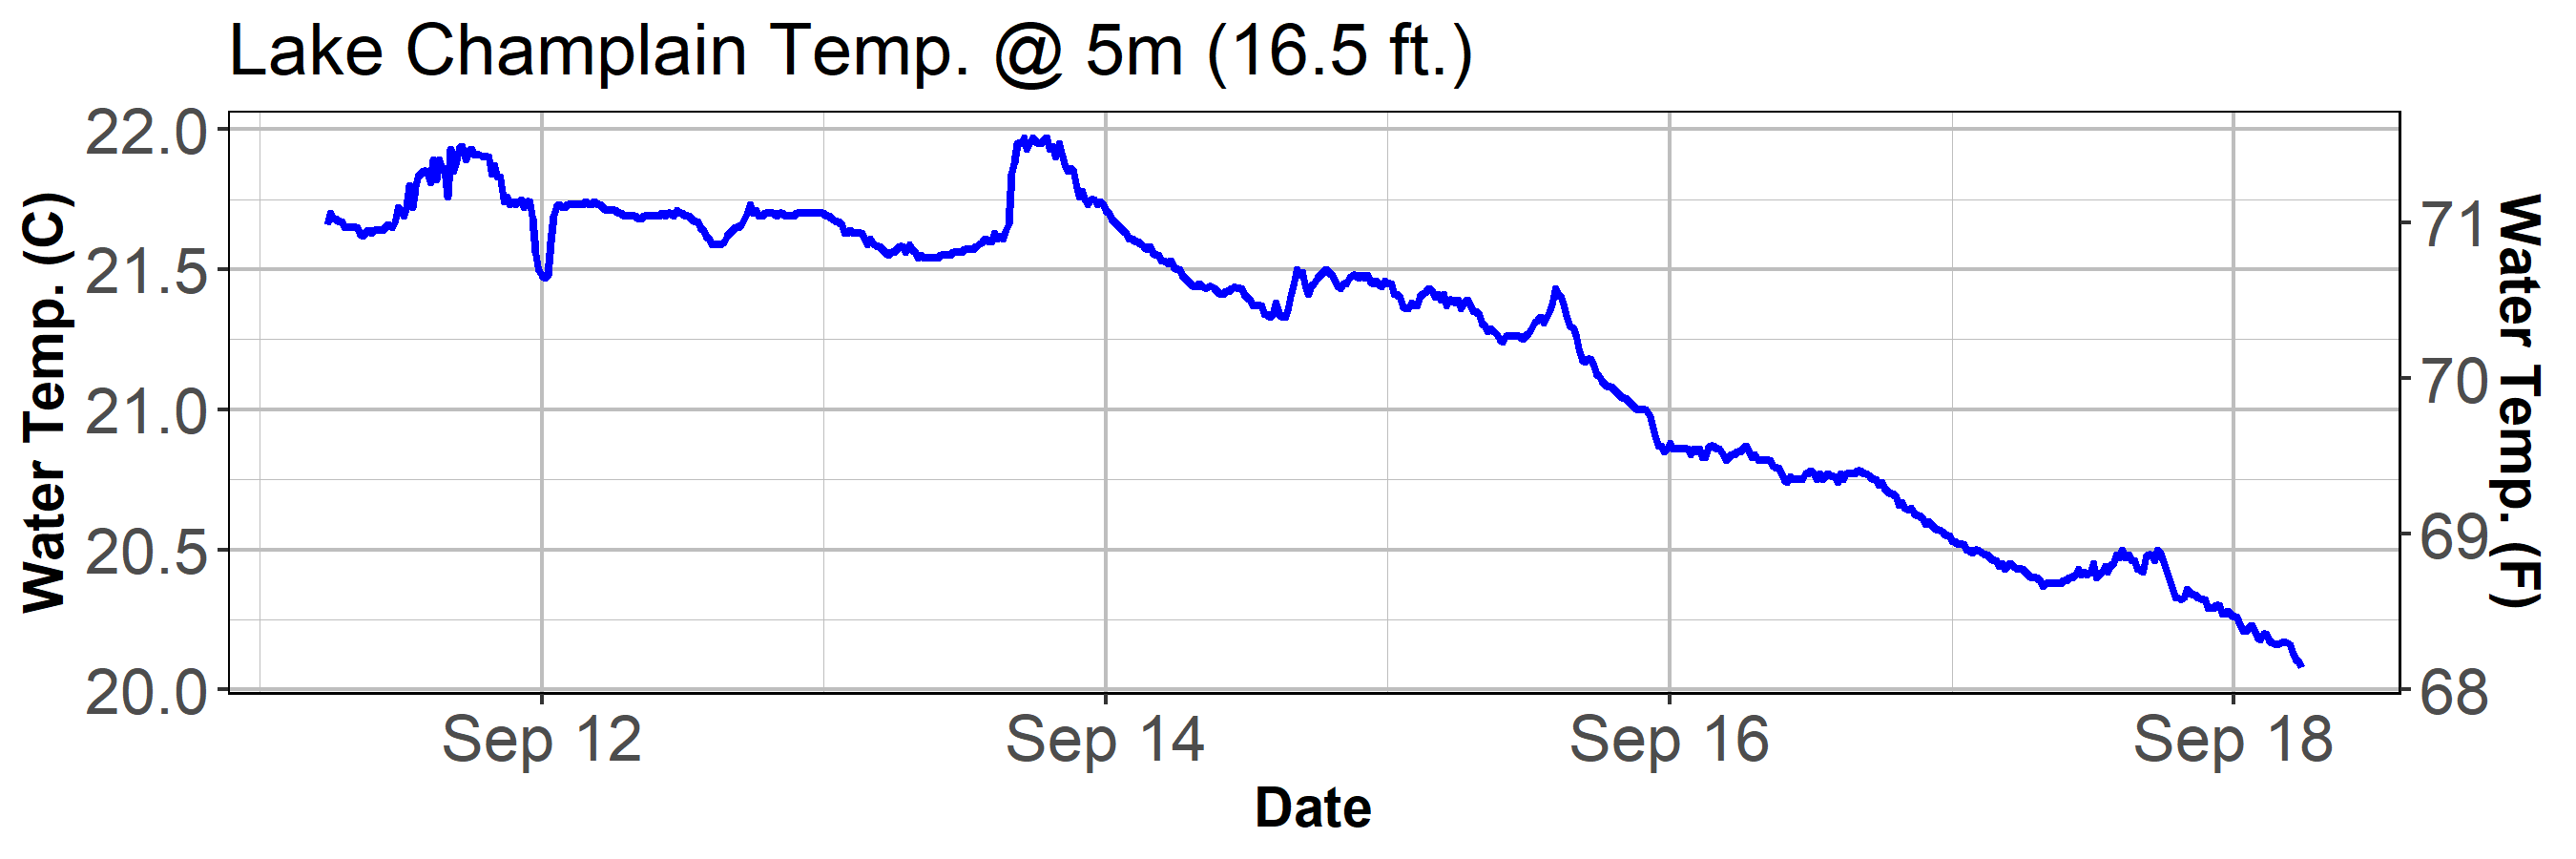 Lake Champlain Temp. @ 5m (16.5 ft.)
22.0
21.5
21.0
20.5
20.0
Water Temp. (C)
71
70
69
68
Water Temp. (F)
Sep 12
Sep 14
Sep 16
Sep 18
Date